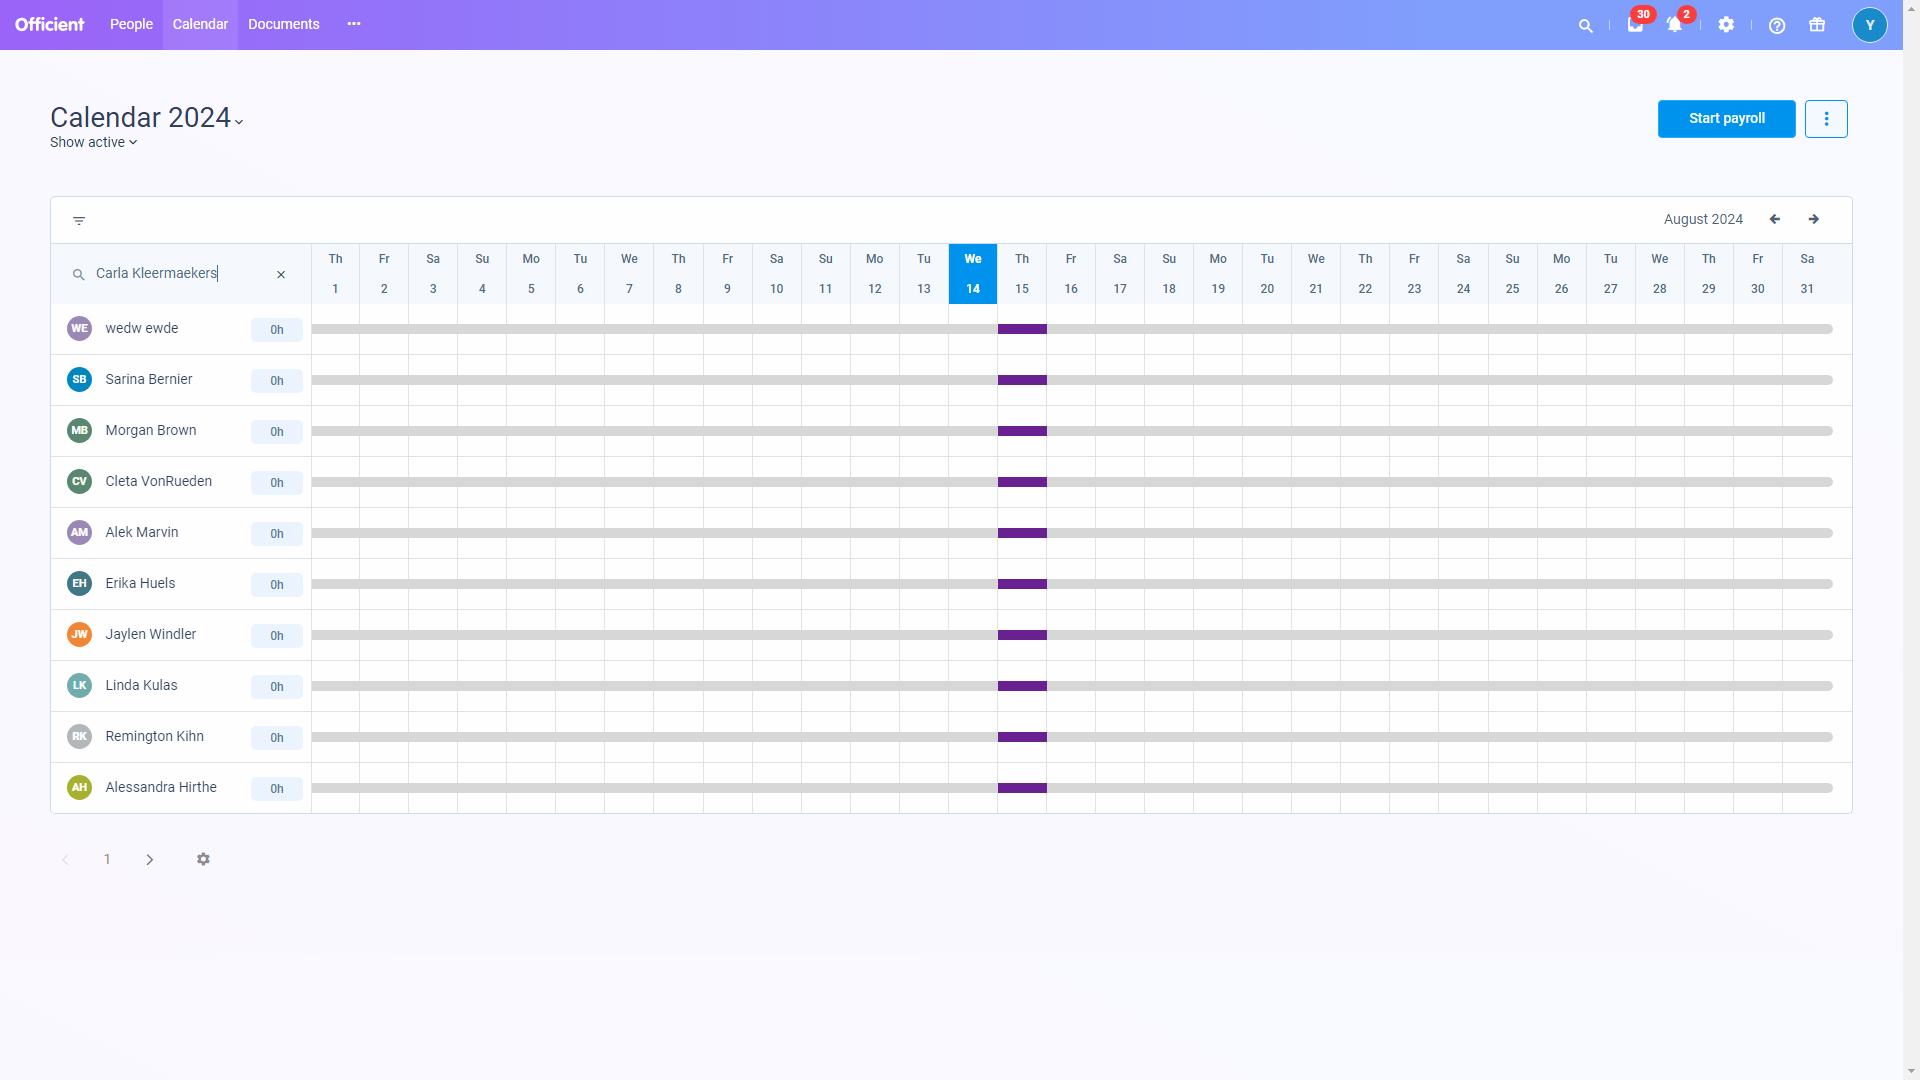 Officient People Calendar Documents 30 2 Y
Calendar 2024
Start payroll
Show active
August 2024
Carla Kleermaekers
Th Fr Sa Su Mo Tu We Th Fr Sa Su Mo Tu We Th Fr Sa Su Mo Tu We Th Fr Sa Su Mo Tu We Th Fr Sa
1 2 3 4 5 6 7 8 9 10 11 12 13 14 15 16 17 18 19 20 21 22 23 24 25 26 27 28 29 30 31
WE wedw ewde 0h
SB Sarina Bernier 0h
MB Morgan Brown 0h
CV Cleta VonRueden 0h
AM Alek Marvin 0h
EH Erika Huels 0h
JW Jaylen Windler 0h
LK Linda Kulas 0h
RK Remington Kihn 0h
AH Alessandra Hirthe 0h
1